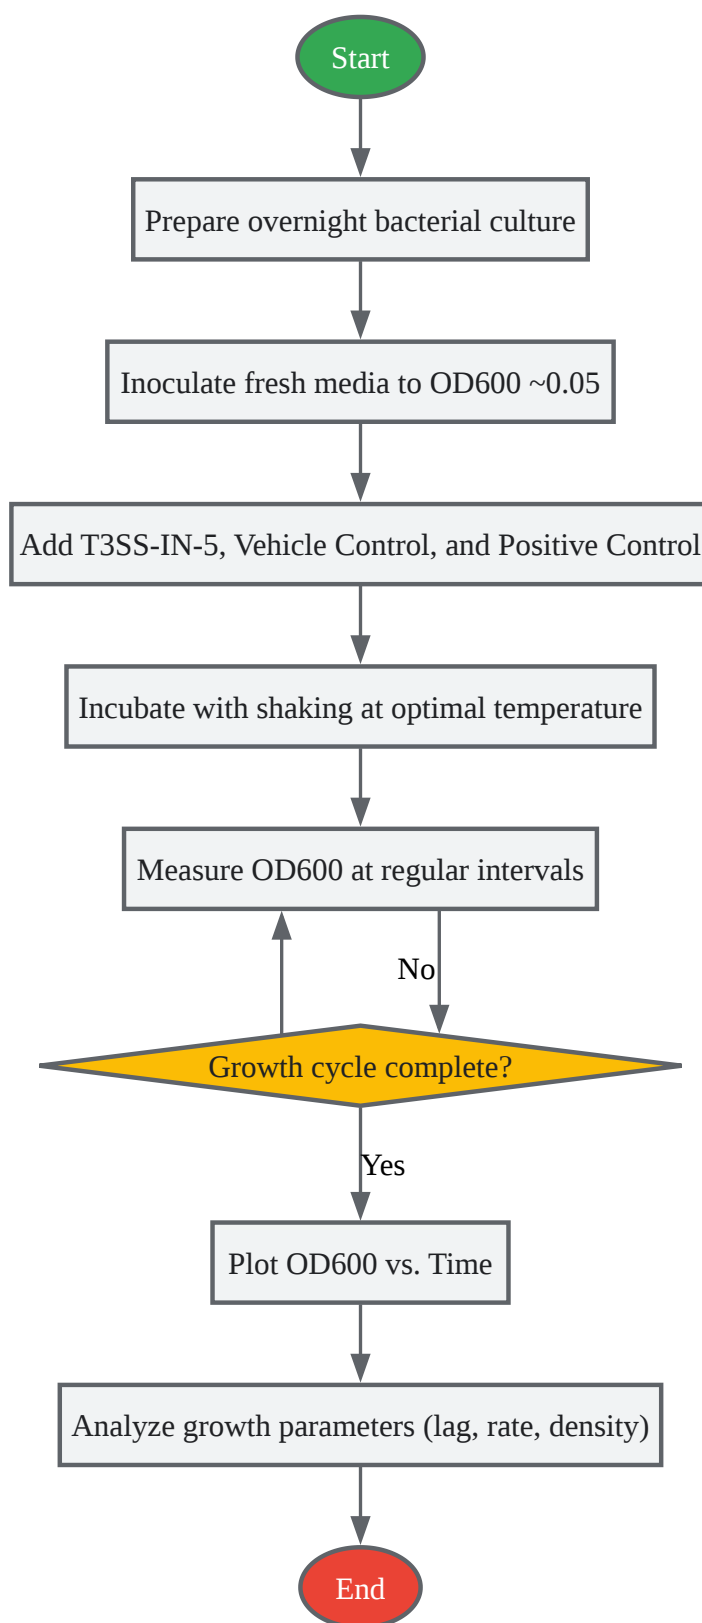 Start
Prepare overnight bacterial culture
Inoculate fresh media to OD600 ~0.05
Add T3SS-IN-5, Vehicle Control, and Positive Control
Incubate with shaking at optimal temperature
Measure OD600 at regular intervals
No
Growth cycle complete?
Yes
Plot OD600 vs. Time
Analyze growth parameters (lag, rate, density)
End